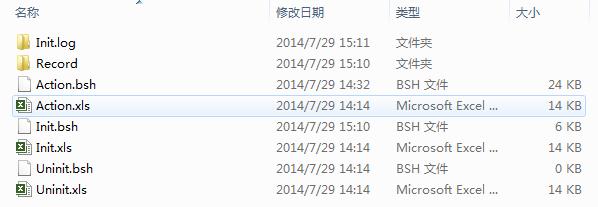 名称 修改日期 类型 大小
Init.log 2014/7/29 15:11 文件夹
Record 2014/7/29 15:10 文件夹
Action.bsh 2014/7/29 14:32 BSH 文件 24 KB
Action.xls 2014/7/29 14:14 Microsoft Excel ... 14 KB
Init.bsh 2014/7/29 15:10 BSH 文件 6 KB
Init.xls 2014/7/29 14:14 Microsoft Excel ... 14 KB
Uninit.bsh 2014/7/29 14:14 BSH 文件 0 KB
Uninit.xls 2014/7/29 14:14 Microsoft Excel ... 14 KB